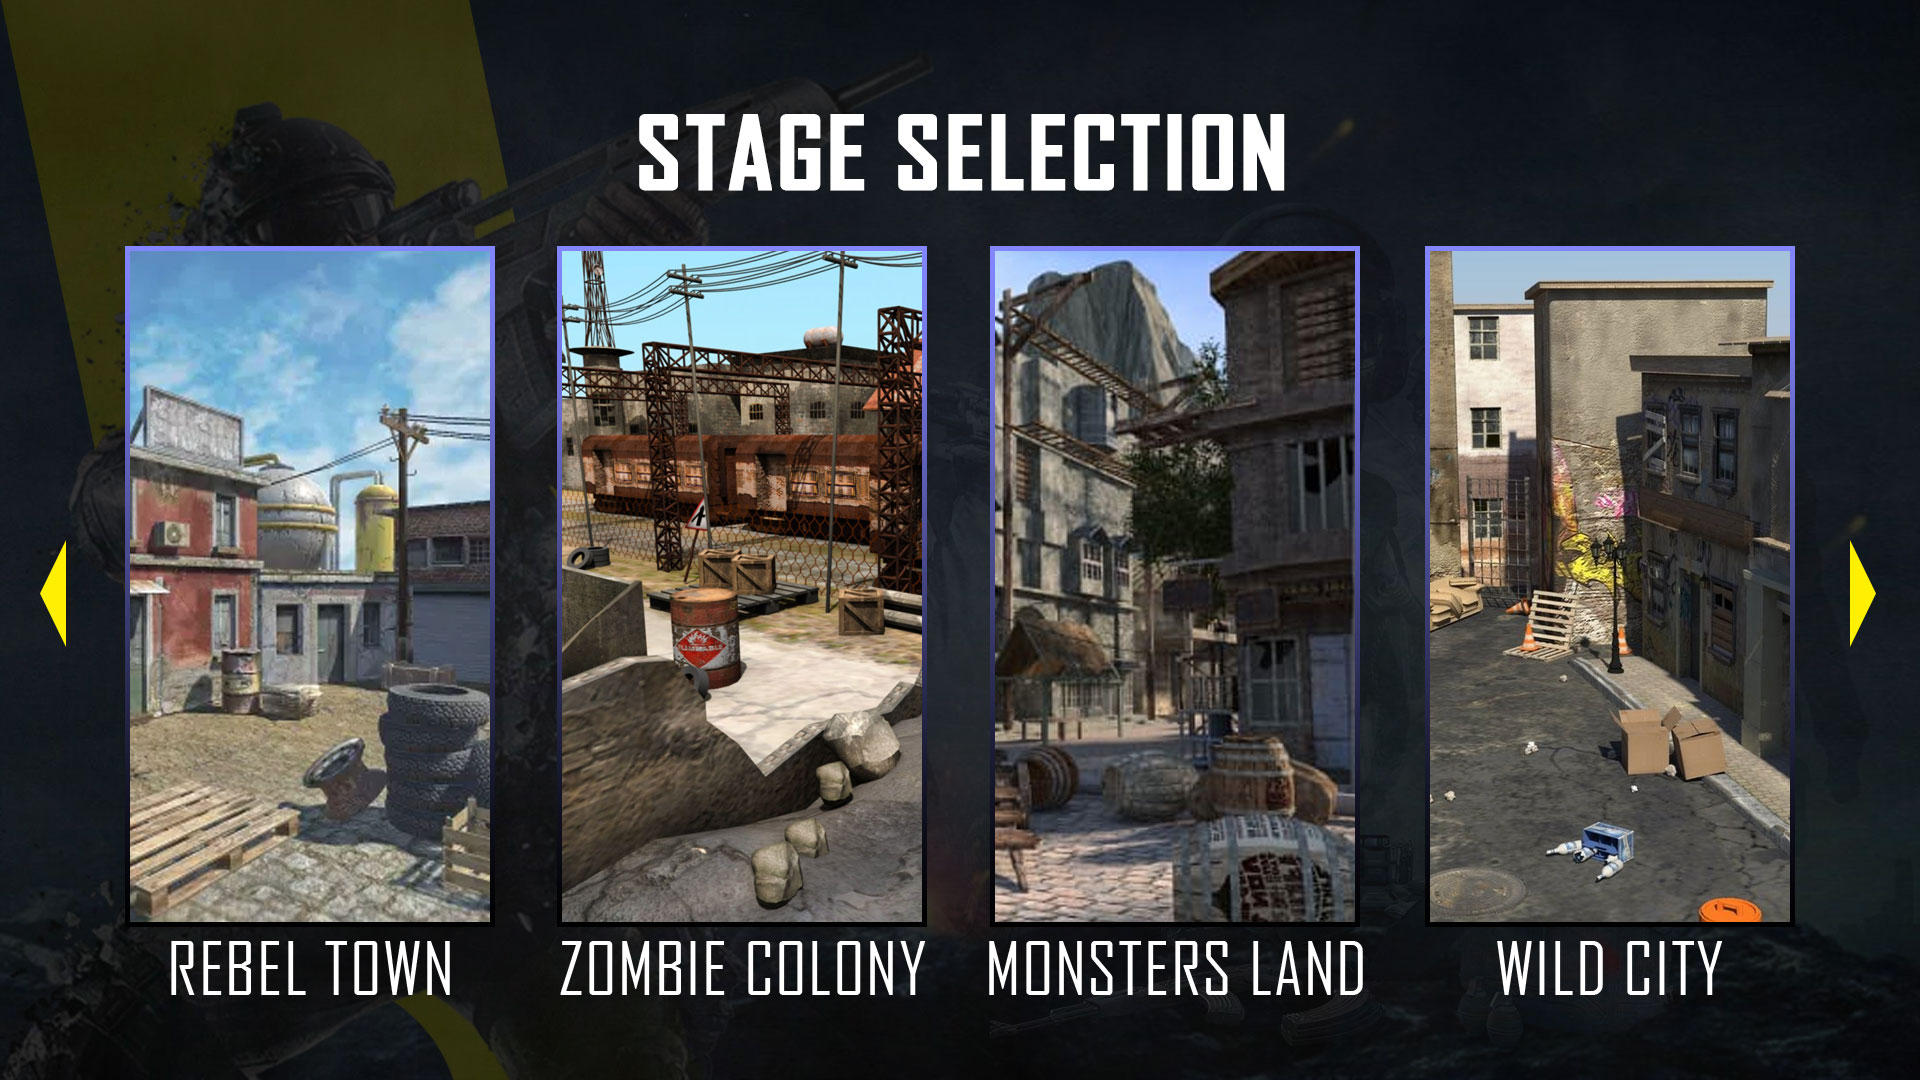 STAGE SELECTION
REBEL TOWN
ZOMBIE COLONY
MONSTERS LAND
WILD CITY